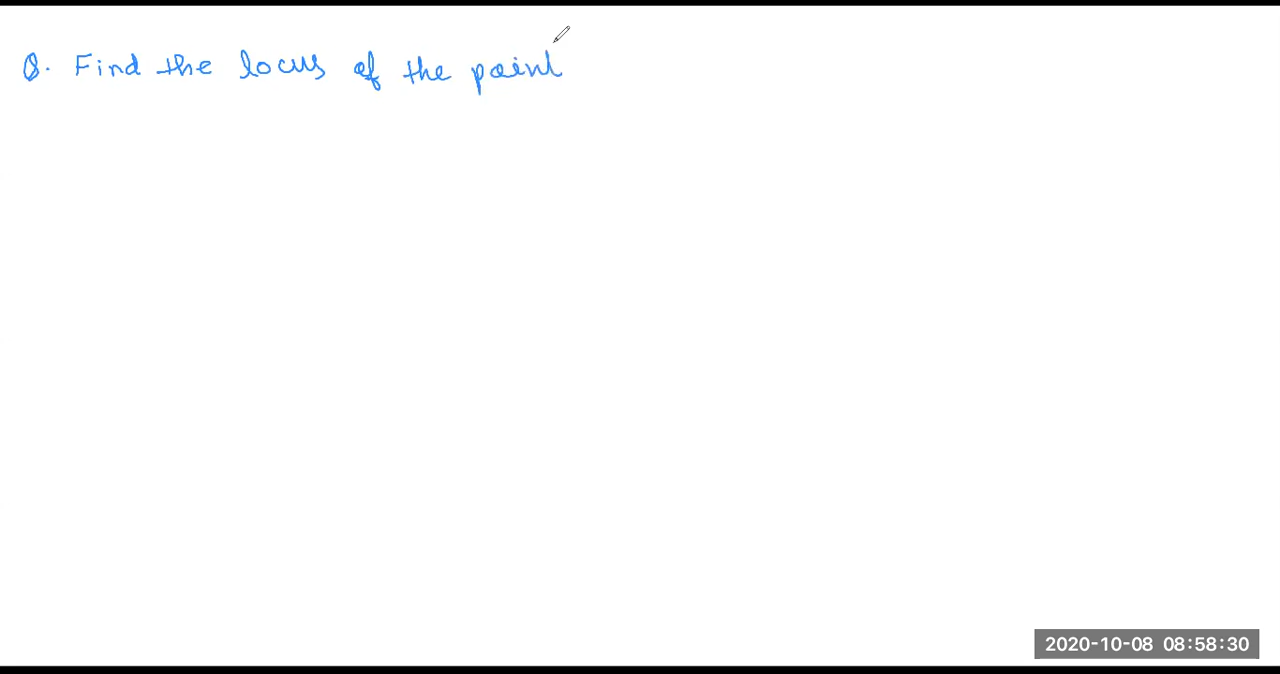 Q. Find the locus of the point
2020-10-08 08:58:30